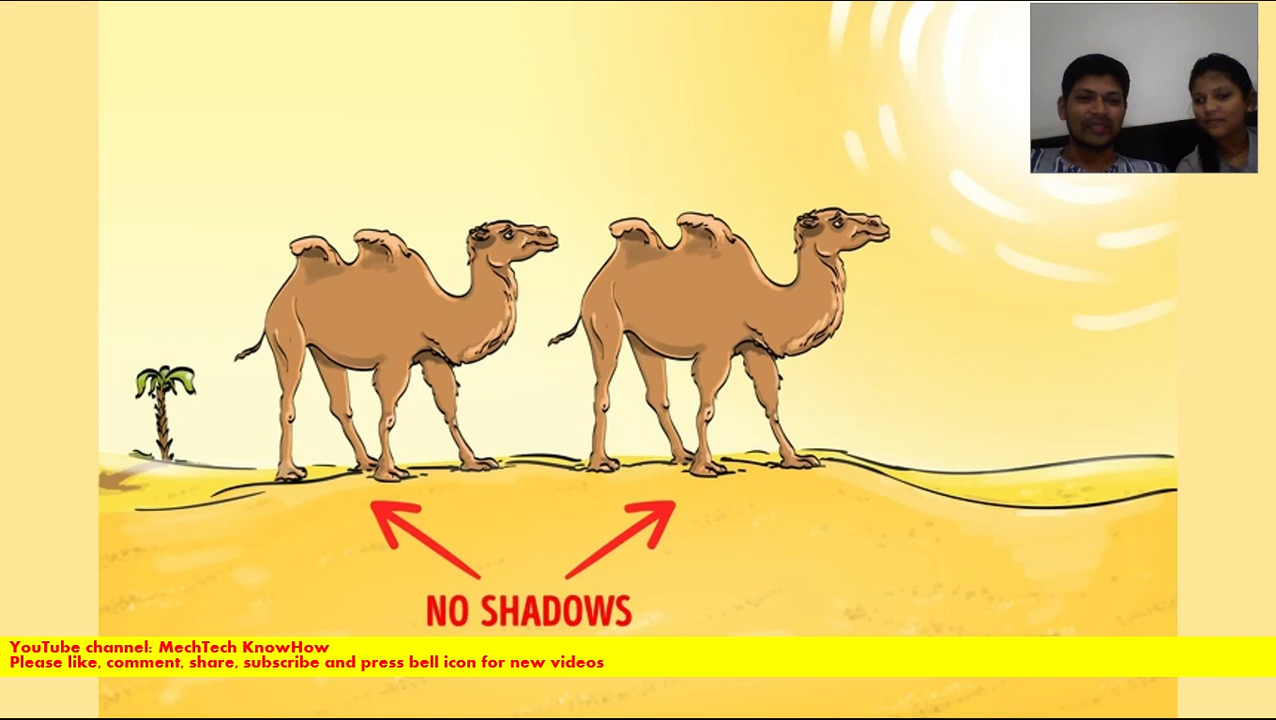 NO SHADOWS
YouTube channel: MechTech KnowHow
Please like, comment, share, subscribe and press bell icon for new videos